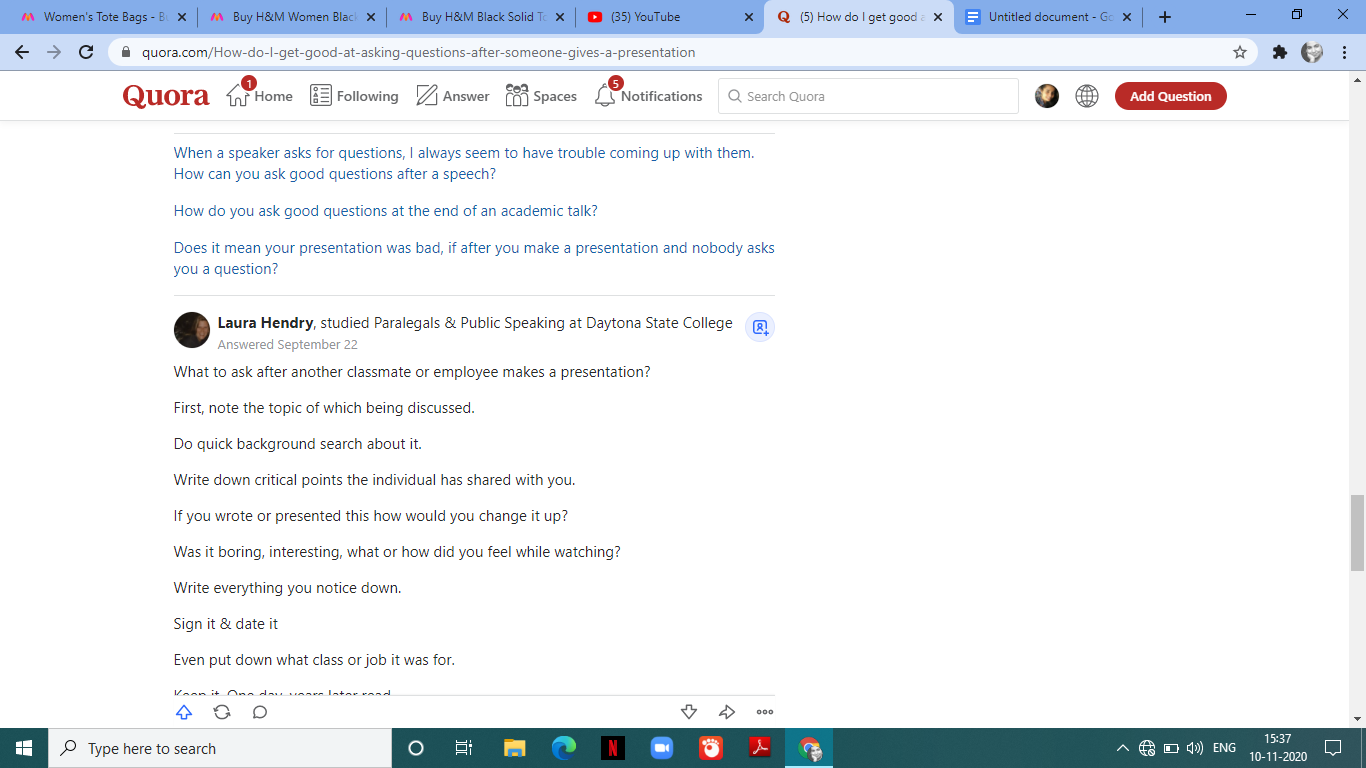 Women's Tote Bags - B
Buy H&M Women Black
Buy H&M Black Solid To
(35) YouTube
(5) How do I get good a
Untitled document - Go
quora.com/How-do-I-get-good-at-asking-questions-after-someone-gives-a-presentation
Quora
1
Home
Following
Answer
Spaces
5
Notifications
Search Quora
Add Question
When a speaker asks for questions, I always seem to have trouble coming up with them.
How can you ask good questions after a speech?
How do you ask good questions at the end of an academic talk?
Does it mean your presentation was bad, if after you make a presentation and nobody asks
you a question?
Laura Hendry, studied Paralegals & Public Speaking at Daytona State College
Answered September 22
What to ask after another classmate or employee makes a presentation?
First, note the topic of which being discussed.
Do quick background search about it.
Write down critical points the individual has shared with you.
If you wrote or presented this how would you change it up?
Was it boring, interesting, what or how did you feel while watching?
Write everything you notice down.
Sign it & date it
Even put down what class or job it was for.
Keep it. One day, years later read
Type here to search
N
ENG
15:37
10-11-2020